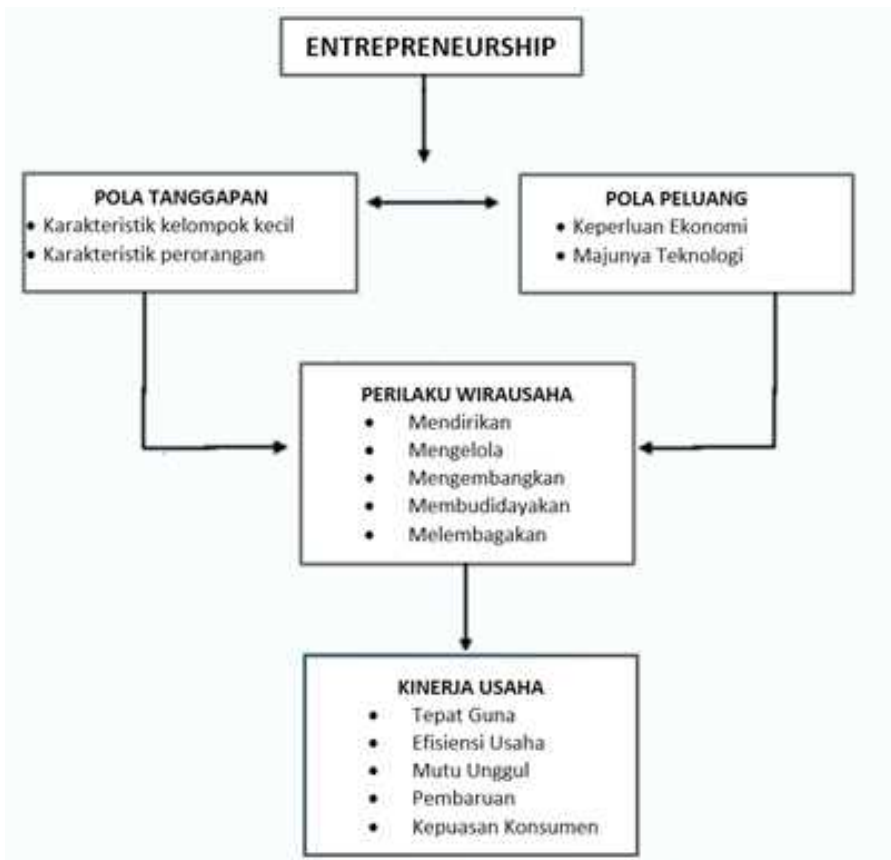 ENTREPRENEURSHIP
POLA TANGGAPAN
• Karakteristik kelompok kecil
• Karakteristik perorangan
POLA PELUANG
• Keperluan Ekonomi
• Majunya Teknologi
PERILAKU WIRAUSAHA
• Mendirikan
• Mengelola
• Mengembangkan
• Membudidayakan
• Melembagakan
KINERJA USAHA
• Tepat Guna
• Efisiensi Usaha
• Mutu Unggul
• Pembaruan
• Kepuasan Konsumen